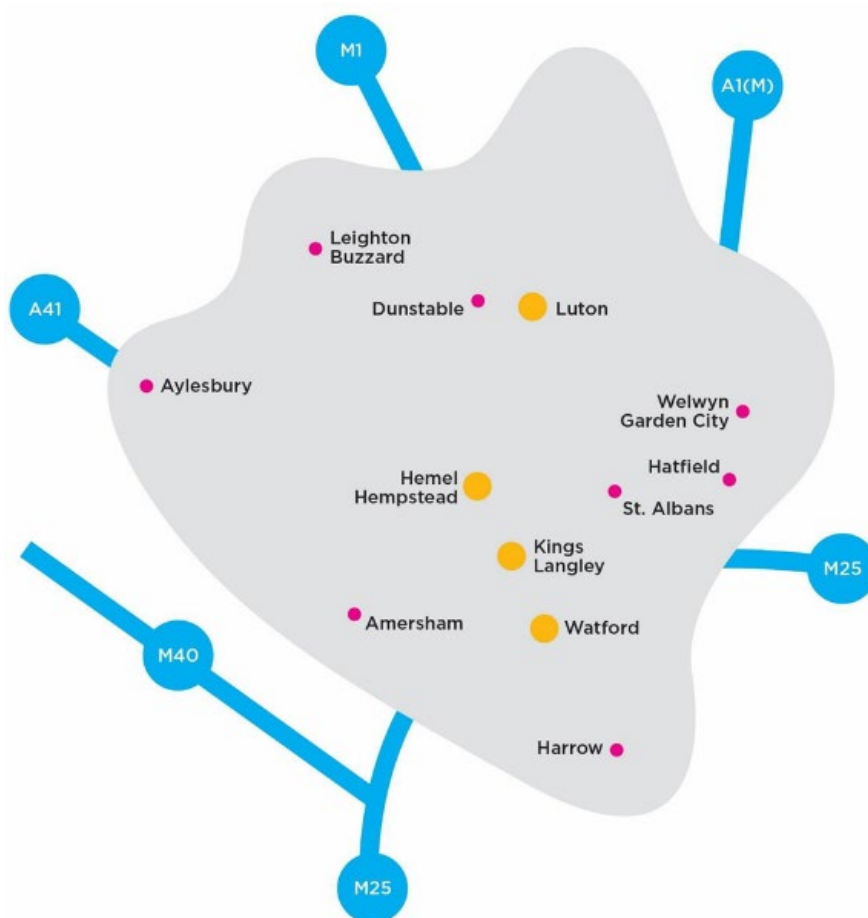 M1
A1(M)
Leighton
Buzzard
A41
Dunstable
Luton
Aylesbury
Welwyn
Garden City
Hemel
Hempstead
Hatfield
St. Albans
Kings
Langley
M25
Amersham
Watford
M40
Harrow
M25